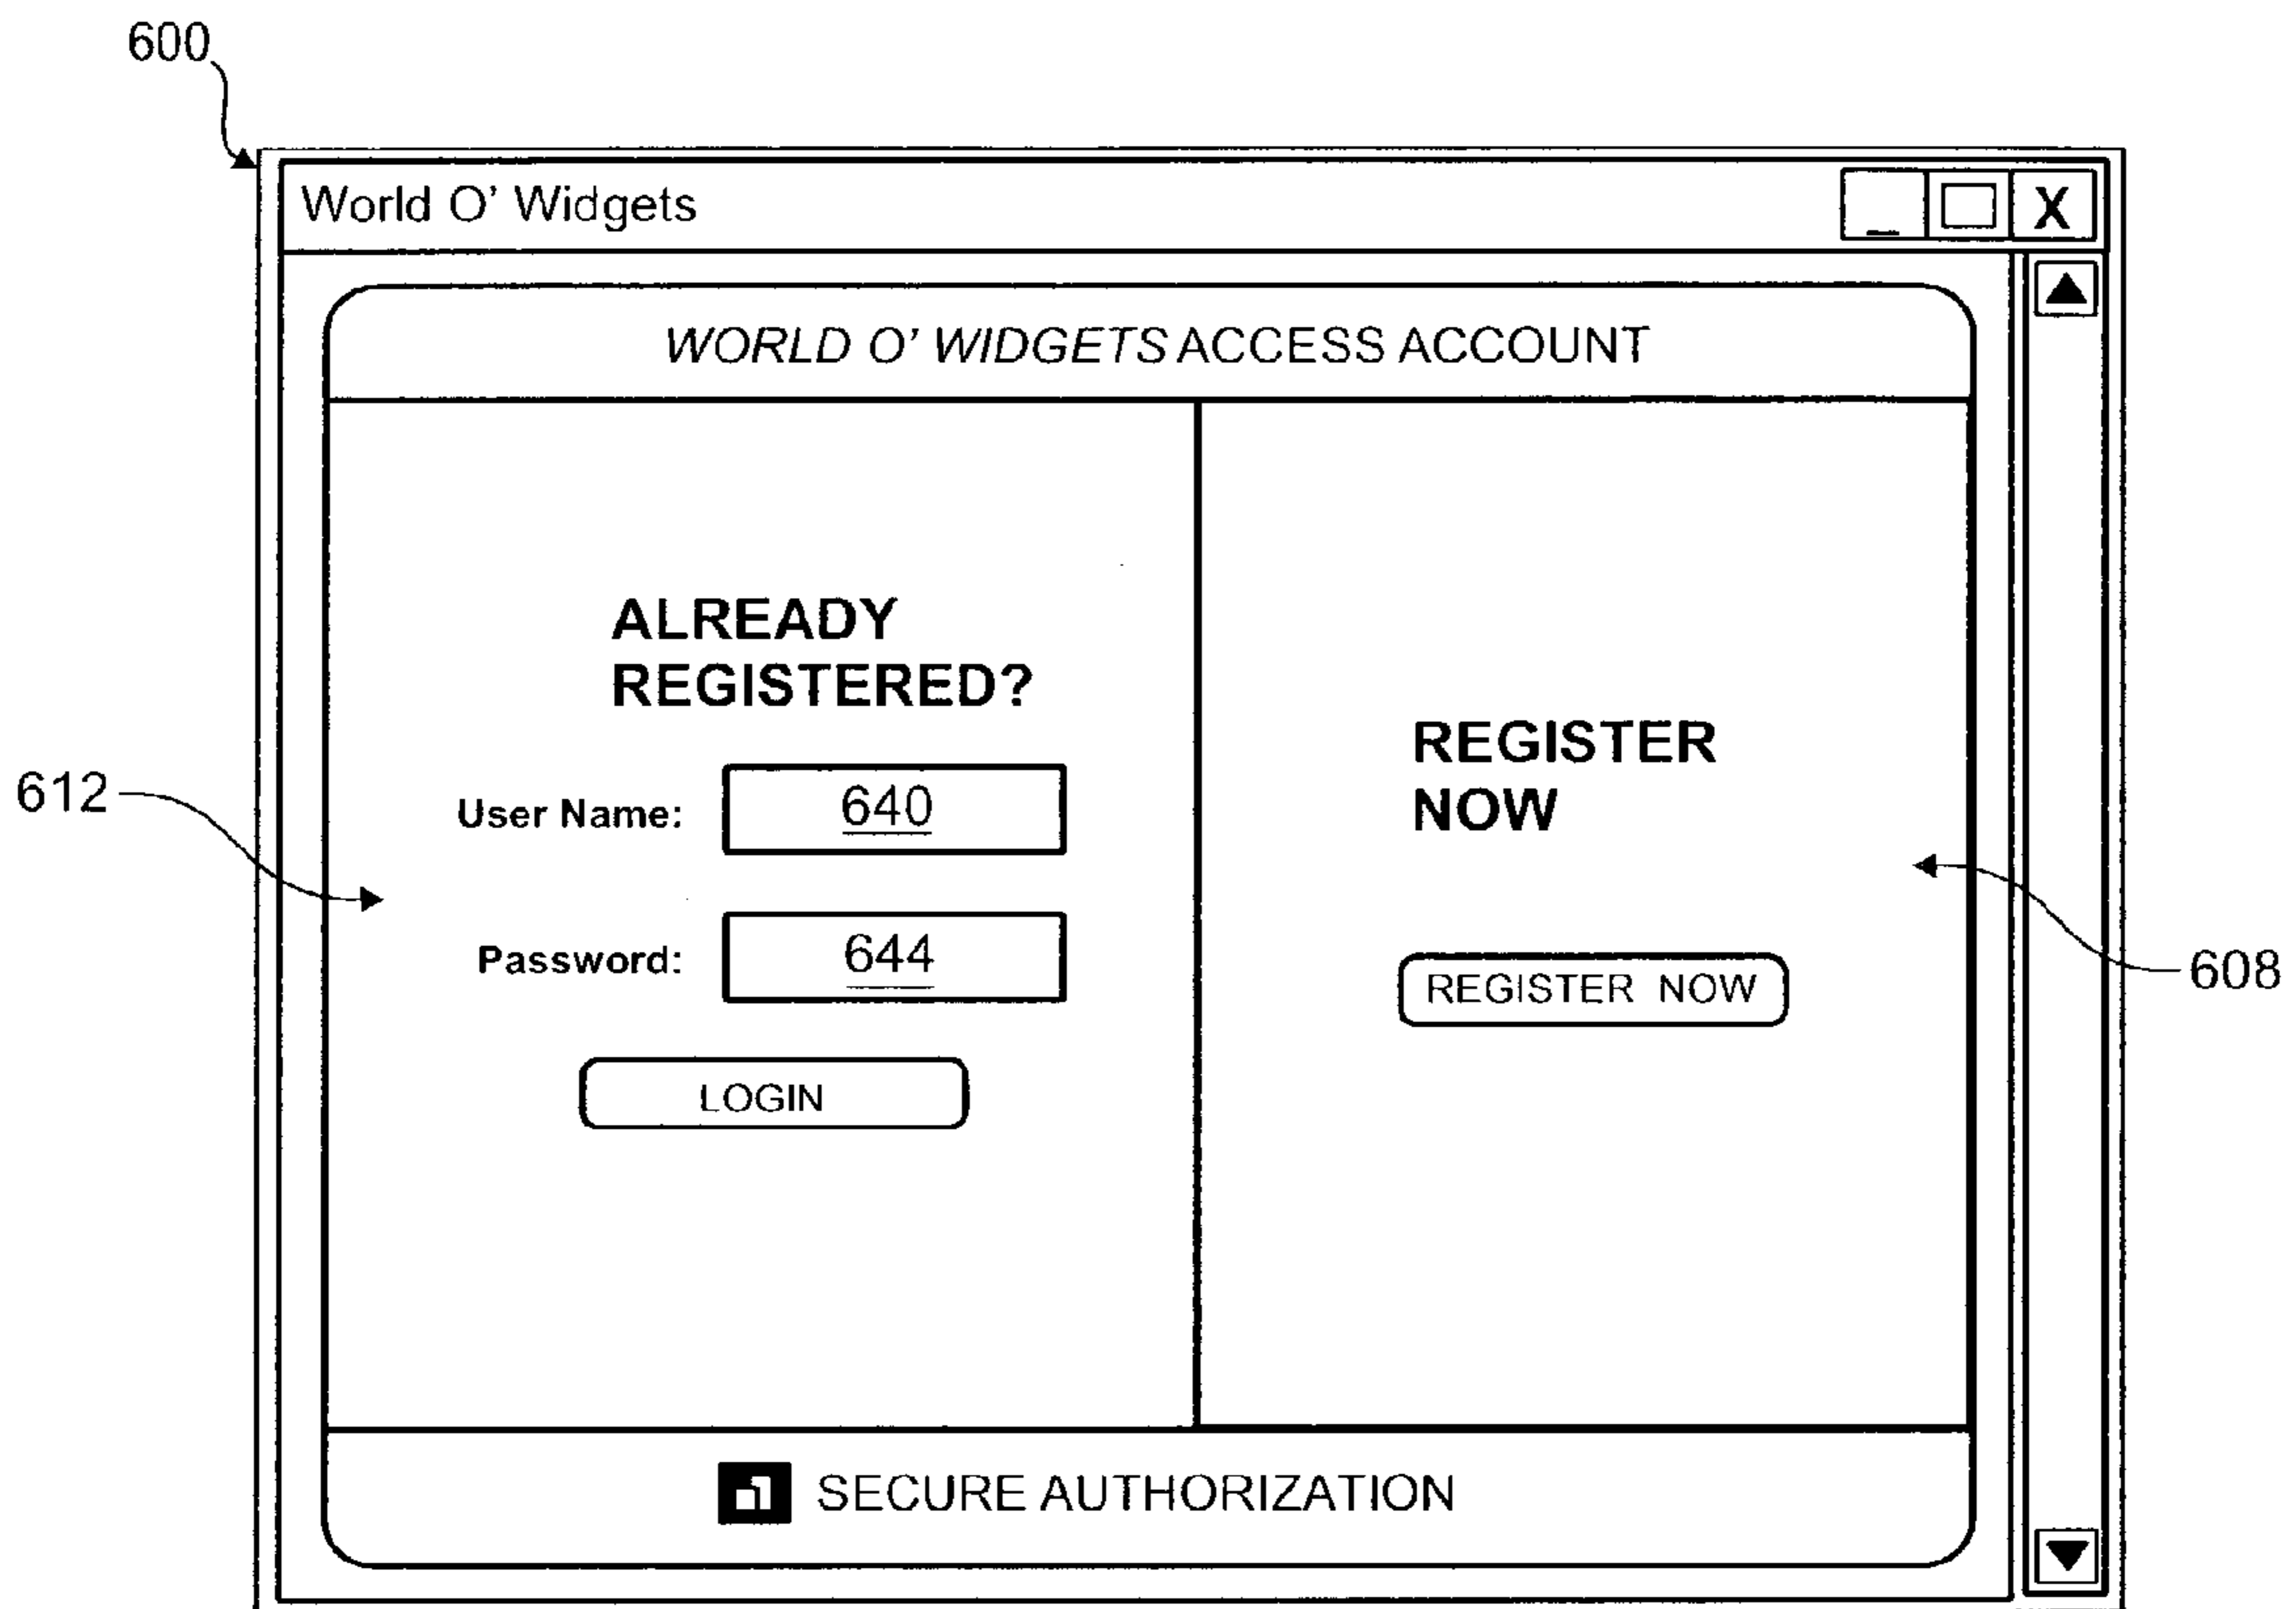 600
World O' Widgets
_ X
WORLD O' WIDGETS ACCESS ACCOUNT
ALREADY
REGISTERED?
User Name: 640
Password: 644
LOGIN
612
REGISTER
NOW
REGISTER NOW
608
SECURE AUTHORIZATION